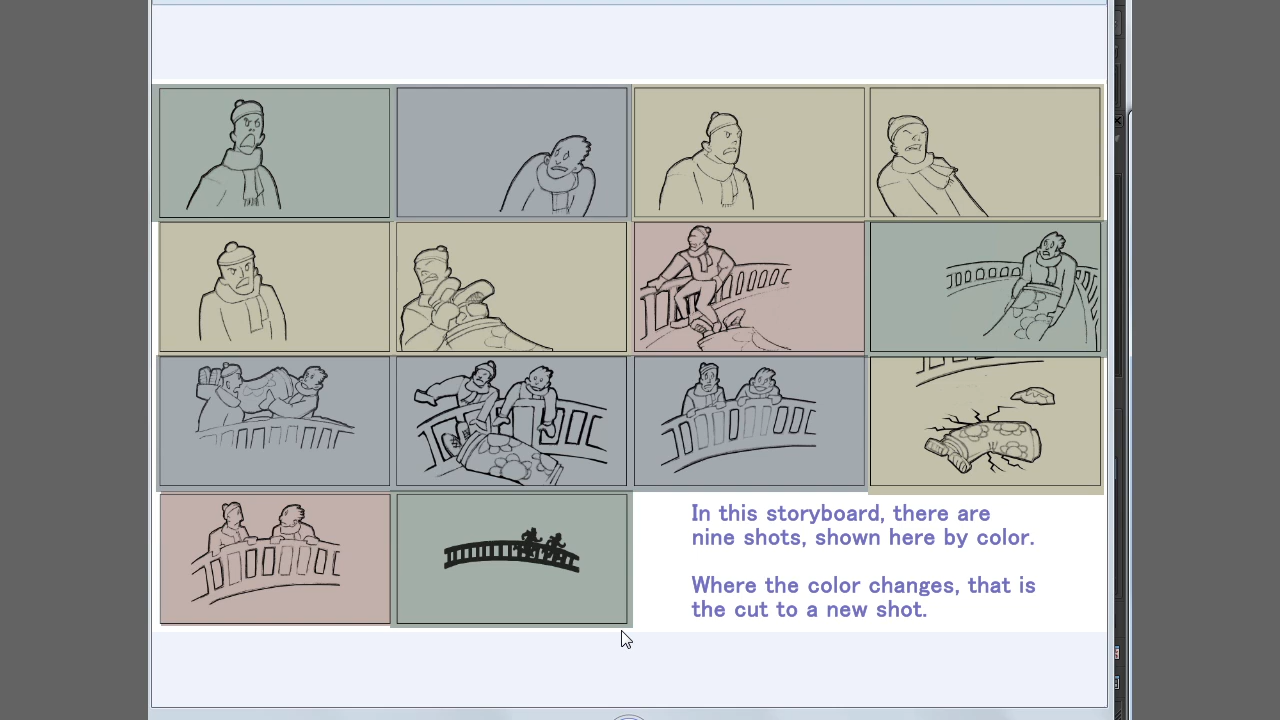 In this storyboard, there are
nine shots, shown here by color.
Where the color changes, that is
the cut to a new shot.